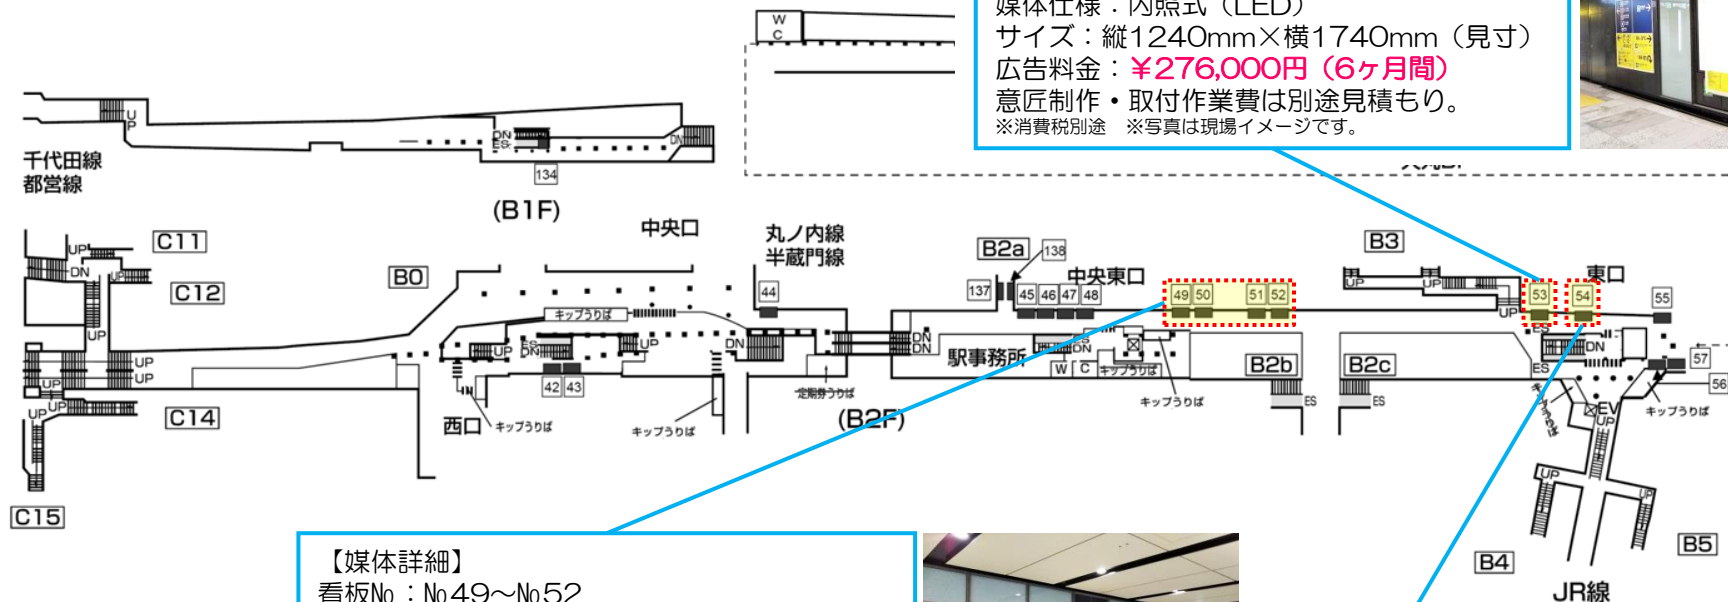 W
C
媒体仕様：内照式（LED）
サイズ：縦1240mm×横1740mm（見寸）
広告料金：￥276,000円（6ヶ月間）
意匠制作・取付作業費は別途見積もり。
※消費税別途　※写真は現場イメージです。
UP
DN
ES
DN
134
千代田線
都営線
(B1F)
中央口
丸ノ内線
半蔵門線
C11
UP
DN
UP
C12
B0
44
B2a
138
137
中央東口
45 46 47 48
49 50
51 52
B3
UP
UP
UP
53
東口
54
55
キップうりば
UP
UP
UP
ES
DN
UP
DN
DN
DN
駅事務所
ES
DN
W C
キップうりば
B2b
B2c
ES
DN
ES
57
56
42 43
定期券うりば
キップうりば
ES
ES
キップうりば
EV
UP
キップうりば
UP
UP
UP
C14
西口
キップうりば
キップうりば
(B2F)
C15
UP
UP
B4
B5
JR線
【媒体詳細】
看板No：No49～No52